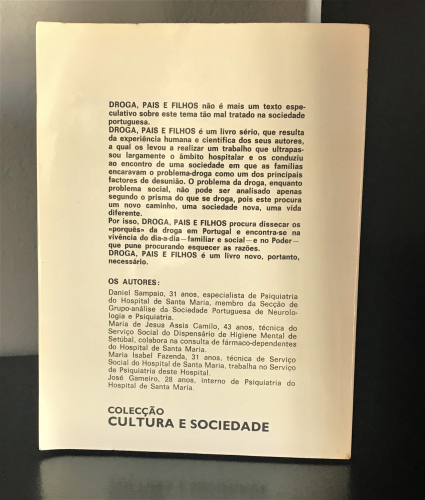 DROGA, PAIS E FILHOS não é mais um texto espe-
culativo sobre este tema tão mal tratado na sociedade
portuguesa.
DROGA, PAIS E FILHOS é um livro sério, que resulta
da experiência humana e científica dos seus autores,
a qual os levou a realizar um trabalho que ultrapas-
sou largamente o âmbito hospitalar e os conduziu
ao encontro de uma sociedade em que as famílias
encaravam o problema-droga como um dos principais
factores de desunião. O problema da droga, enquanto
problema social, não pode ser analisado apenas
segundo o prisma do que se droga, pois este procura
um novo caminho, uma sociedade nova, uma vida
diferente.
Por isso, DROGA, PAIS E FILHOS procura dissecar os
«porquês» da droga em Portugal e encontra-se na
vivência do dia-a-dia—familiar e social—e no Poder—
que pune procurando esquecer as razões.
DROGA, PAIS E FILHOS é um livro novo, portanto,
necessário.
OS AUTORES:
Daniel Sampaio, 31 anos, especialista de Psiquiatria
do Hospital de Santa Maria, membro da Secção de
Grupo-análise da Sociedade Portuguesa de Neurolo-
logia e Psiquiatria.
Maria de Jesus Assis Camilo, 43 anos, técnica do
Serviço Social do Dispensário de Higiene Mental de
Setúbal, colabora na consulta de fármaco-dependentes
do Hospital de Santa Maria.
Maria Isabel Fazenda, 31 anos, técnica de Serviço
Social do Hospital de Santa Maria, trabalha no Serviço
de Psiquiatria deste Hospital.
José Gameiro, 28 anos, interno de Psiquiatria do
Hospital de Santa Maria.
COLECÇÃO
CULTURA E SOCIEDADE